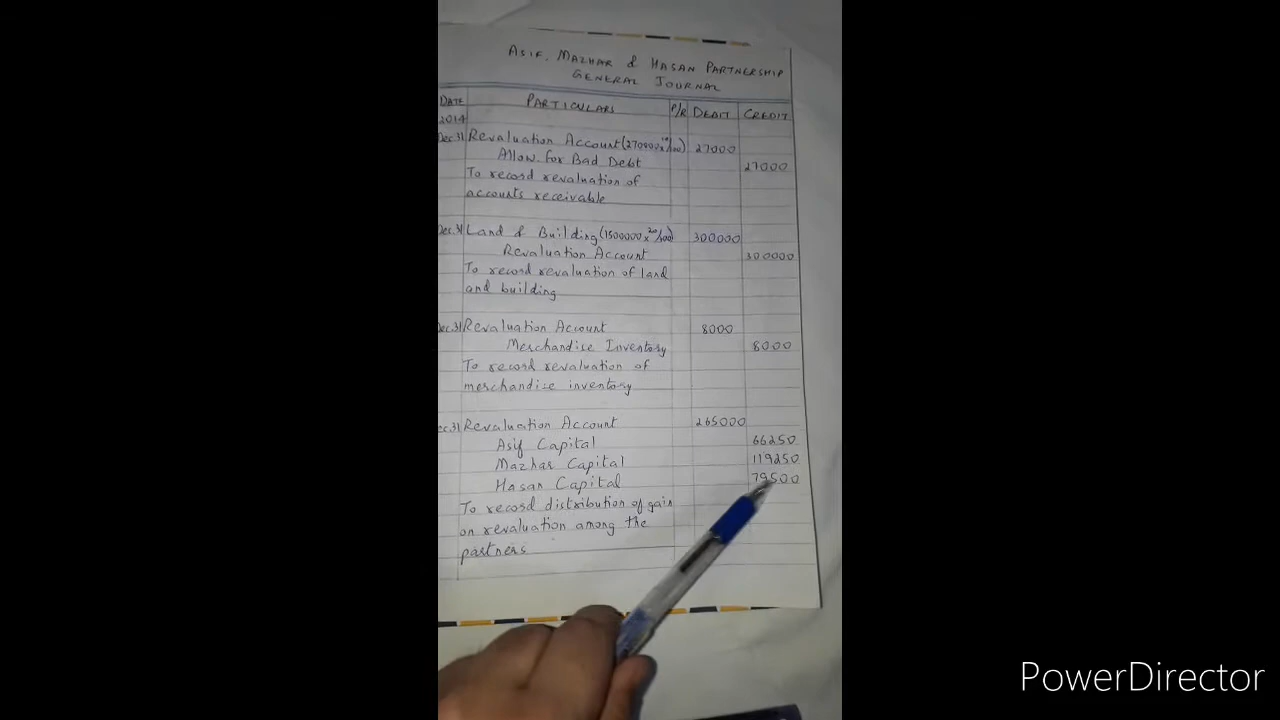 ASIF, MAZHAR & HASAN PARTNERSHIP
GENERAL JOURNAL
DATE PARTICULARS P/R DEBIT CREDIT
2014
Dec 31 Revaluation Account (270000x10/100) 27000
Allow. for Bad Debt 27000
To record revaluation of
accounts receivable
Dec.31 Land & Building (1500000x20/100) 300000
Revaluation Account 300000
To record revaluation of land
and building
Dec.31 Revaluation Account 8000
Merchandise Inventory 8000
To record revaluation of
merchandise inventory
Dec.31 Revaluation Account 265000
Asif Capital 66250
Mazhar Capital 119250
Hasan Capital 79500
To record distribution of gain
on revaluation among the
partners
PowerDirector